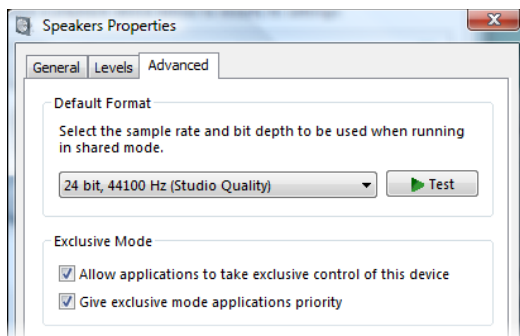 Speakers Properties
General Levels Advanced
Default Format
Select the sample rate and bit depth to be used when running
in shared mode.
24 bit, 44100 Hz (Studio Quality) Test
Exclusive Mode
Allow applications to take exclusive control of this device
Give exclusive mode applications priority